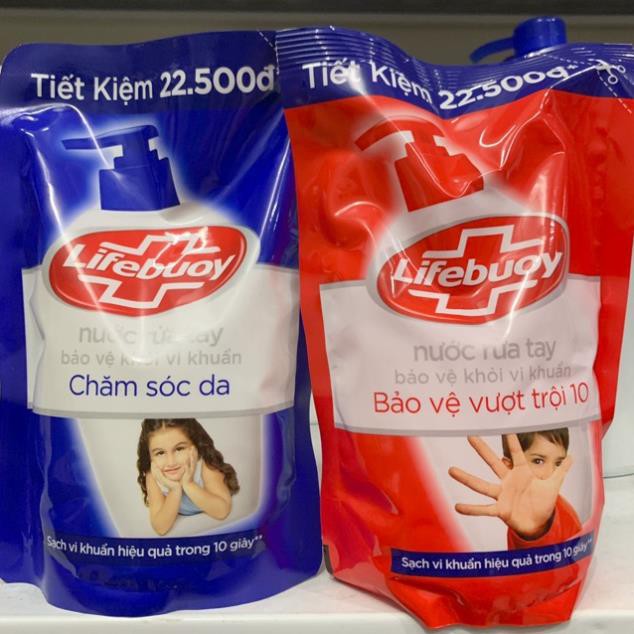 Tiết Kiệm 22.500đ
Lifebuoy
nước rửa tay
bảo vệ khỏi vi khuẩn
Chăm sóc da
Sạch vi khuẩn hiệu quả trong 10 giây**
Tiết Kiệm 22.500đ*
Lifebuoy
nước rửa tay
bảo vệ khỏi vi khuẩn
Bảo vệ vượt trội 10
Sạch vi khuẩn hiệu quả trong 10 giây**